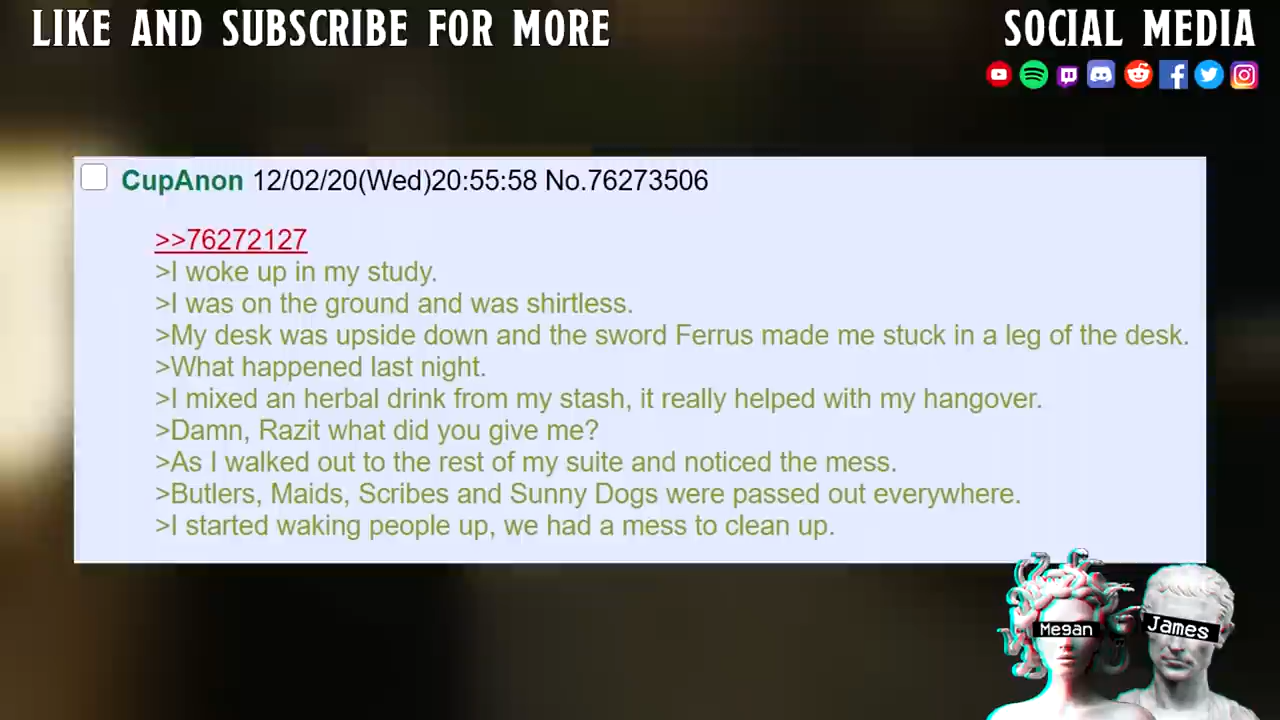 LIKE AND SUBSCRIBE FOR MORE
SOCIAL MEDIA
CupAnon 12/02/20(Wed)20:55:58 No.76273506
>>76272127
>I woke up in my study.
>I was on the ground and was shirtless.
>My desk was upside down and the sword Ferrus made me stuck in a leg of the desk.
>What happened last night.
>I mixed an herbal drink from my stash, it really helped with my hangover.
>Damn, Razit what did you give me?
>As I walked out to the rest of my suite and noticed the mess.
>Butlers, Maids, Scribes and Sunny Dogs were passed out everywhere.
>I started waking people up, we had a mess to clean up.
Megan
James